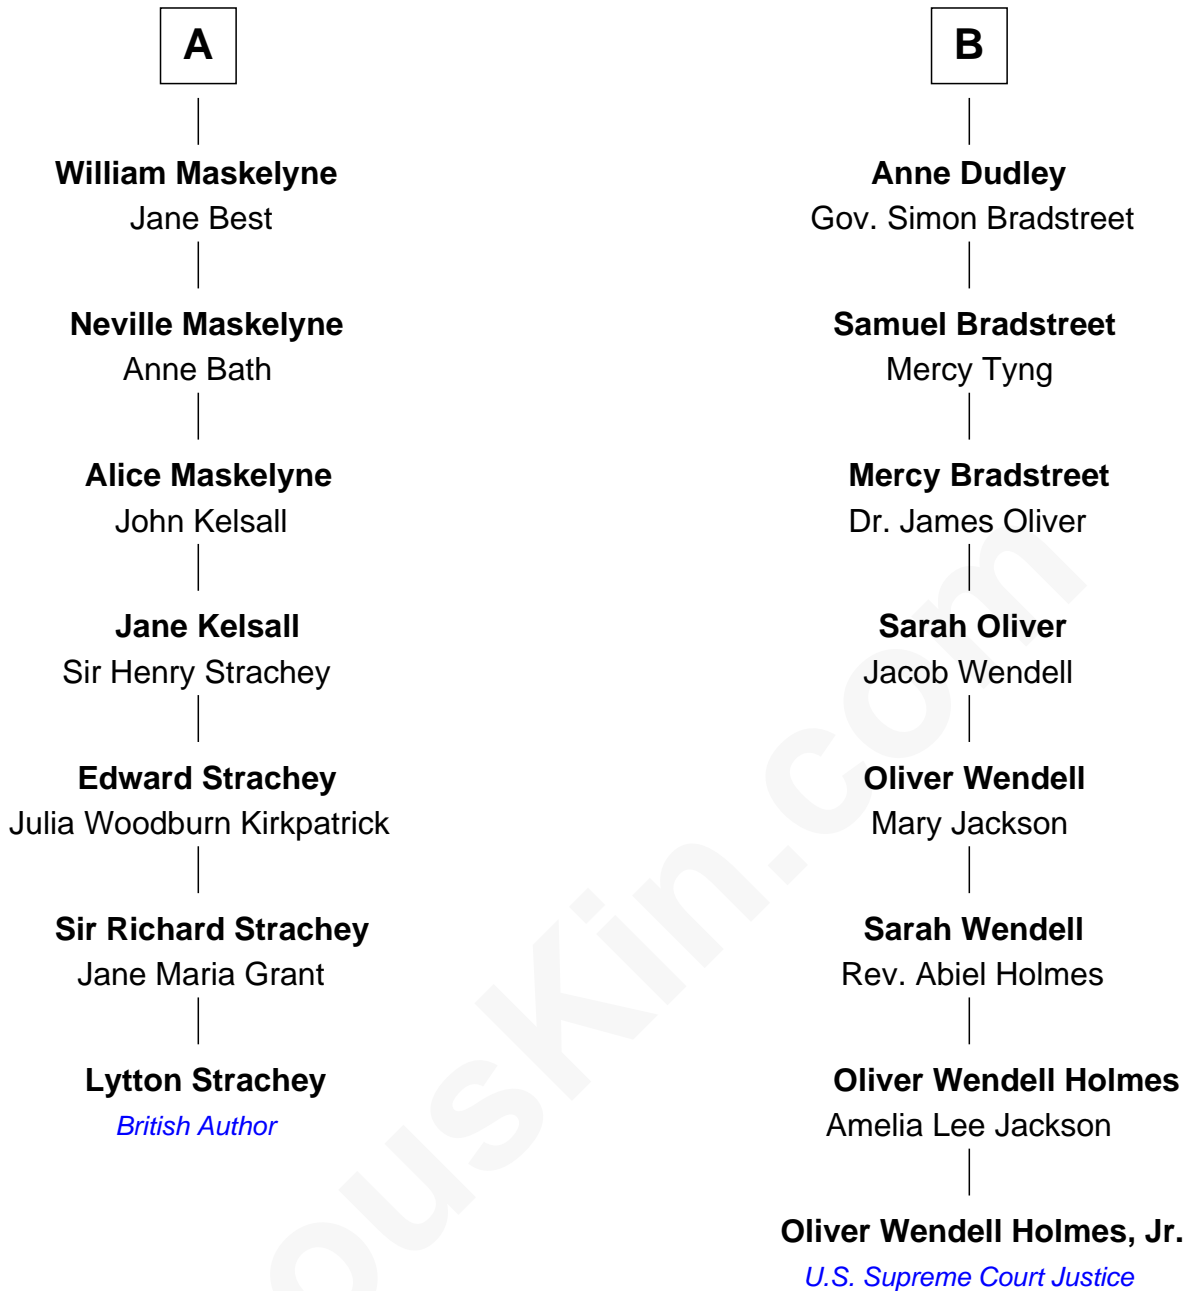 A
William Maskelyne
Jane Best
Neville Maskelyne
Anne Bath
Alice Maskelyne
John Kelsall
Jane Kelsall
Sir Henry Strachey
Edward Strachey
Julia Woodburn Kirkpatrick
Sir Richard Strachey
Jane Maria Grant
Lytton Strachey
British Author
B
Anne Dudley
Gov. Simon Bradstreet
Samuel Bradstreet
Mercy Tyng
Mercy Bradstreet
Dr. James Oliver
Sarah Oliver
Jacob Wendell
Oliver Wendell
Mary Jackson
Sarah Wendell
Rev. Abiel Holmes
Oliver Wendell Holmes
Amelia Lee Jackson
Oliver Wendell Holmes, Jr.
U.S. Supreme Court Justice
ousKin.com